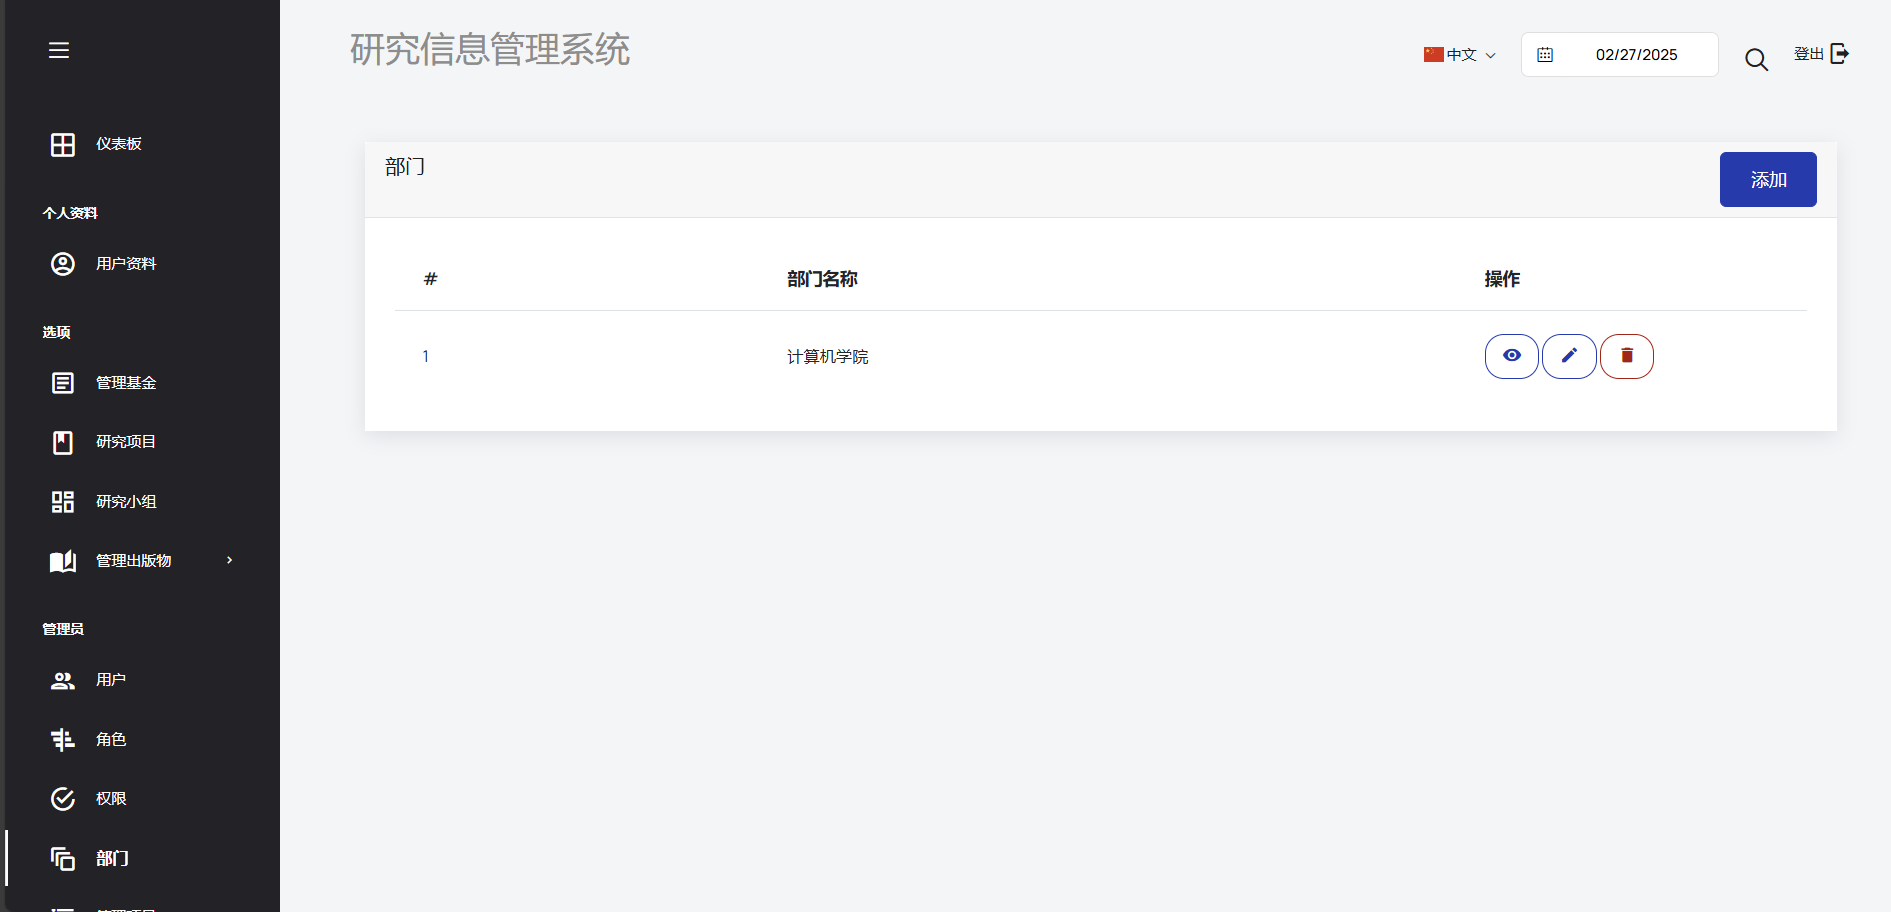 研究信息管理系统
中文
02/27/2025
登出
仪表板
个人资料
用户资料
选项
管理基金
研究项目
研究小组
管理出版物
管理员
用户
角色
权限
部门
部门
添加
# 部门名称 操作
1 计算机学院